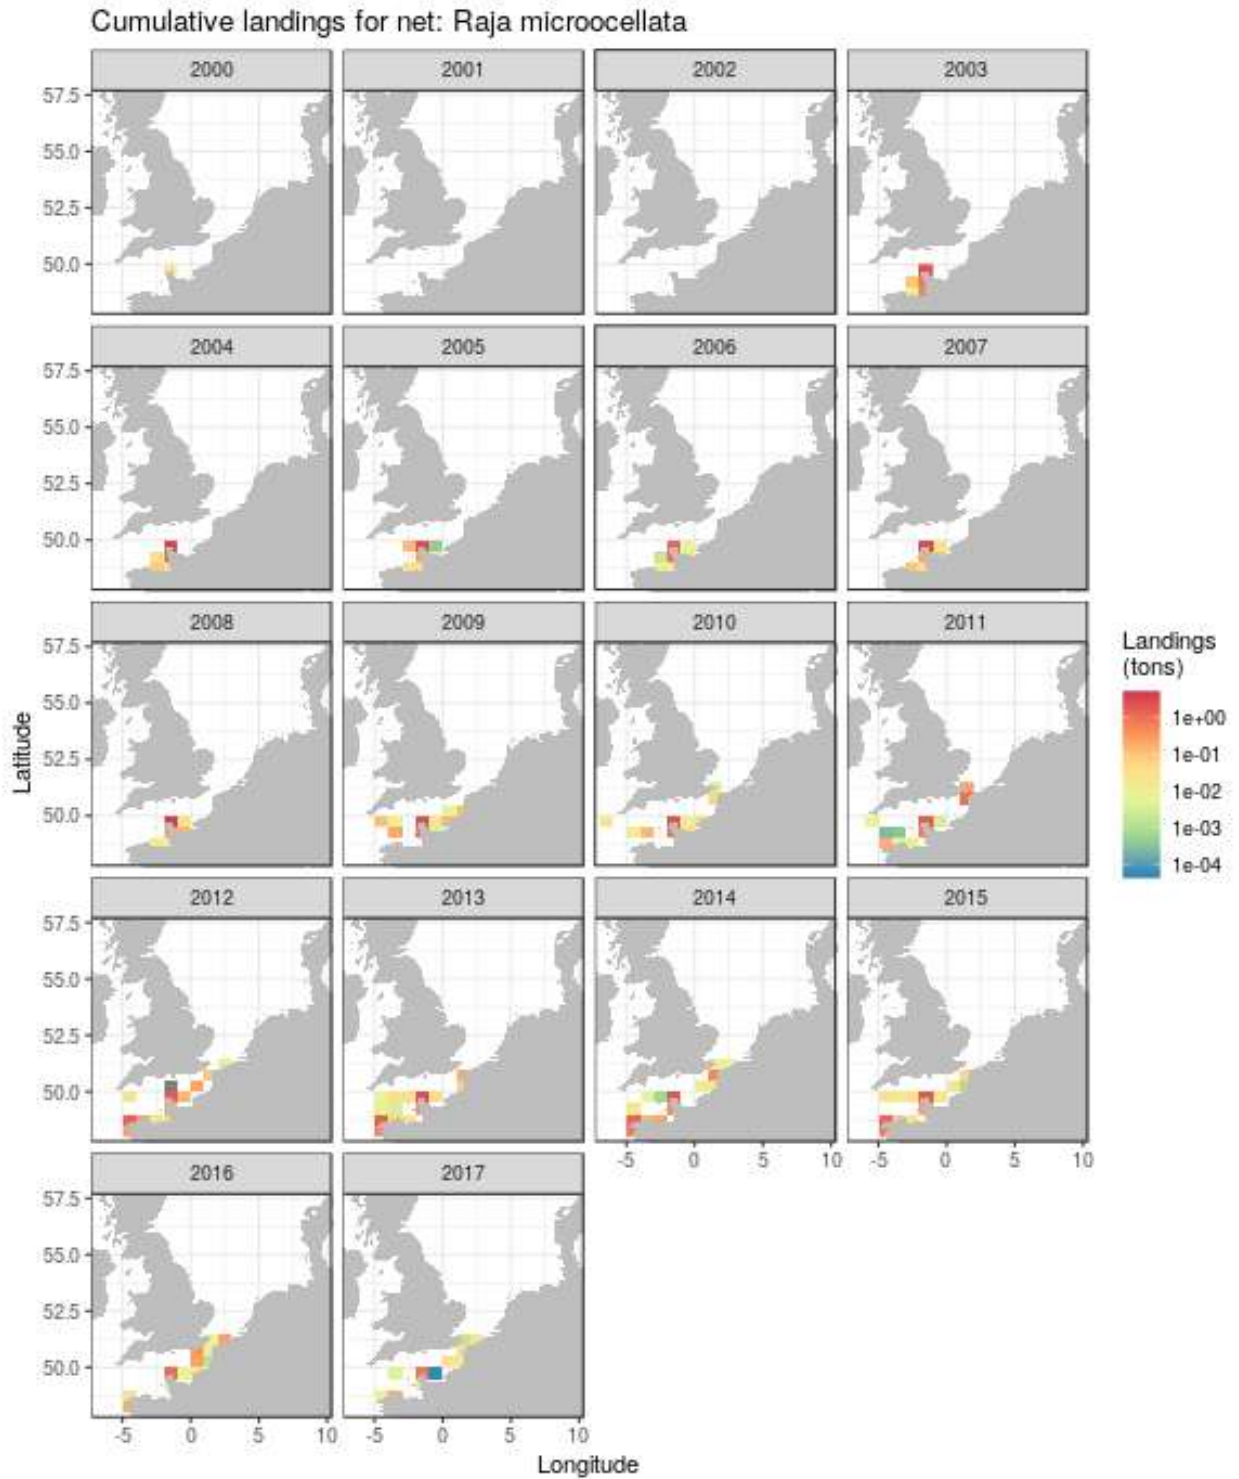 Cumulative landings for net: Raja microocellata
2000 2001 2002 2003
57.5
55.0
52.5
50.0
2004 2005 2006 2007
57.5
55.0
52.5
50.0
2008 2009 2010 2011
57.5
55.0
52.5
50.0
Latitude
Landings
(tons)
1e+00
1e-01
1e-02
1e-03
1e-04
2012 2013 2014 2015
57.5
55.0
52.5
50.0
-5 0 5 10 -5 0 5 10
2016 2017
57.5
55.0
52.5
50.0
-5 0 5 10 -5 0 5 10
Longitude